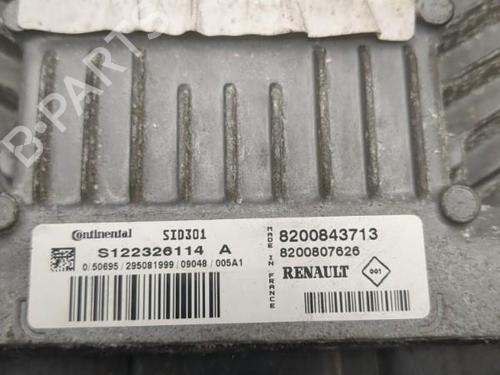 B-PARTS
Continental SID301
S122326114 A
0/50695/295081999/09048/005A1
MADE IN FRANCE
8200843713
8200807626
RENAULT 001